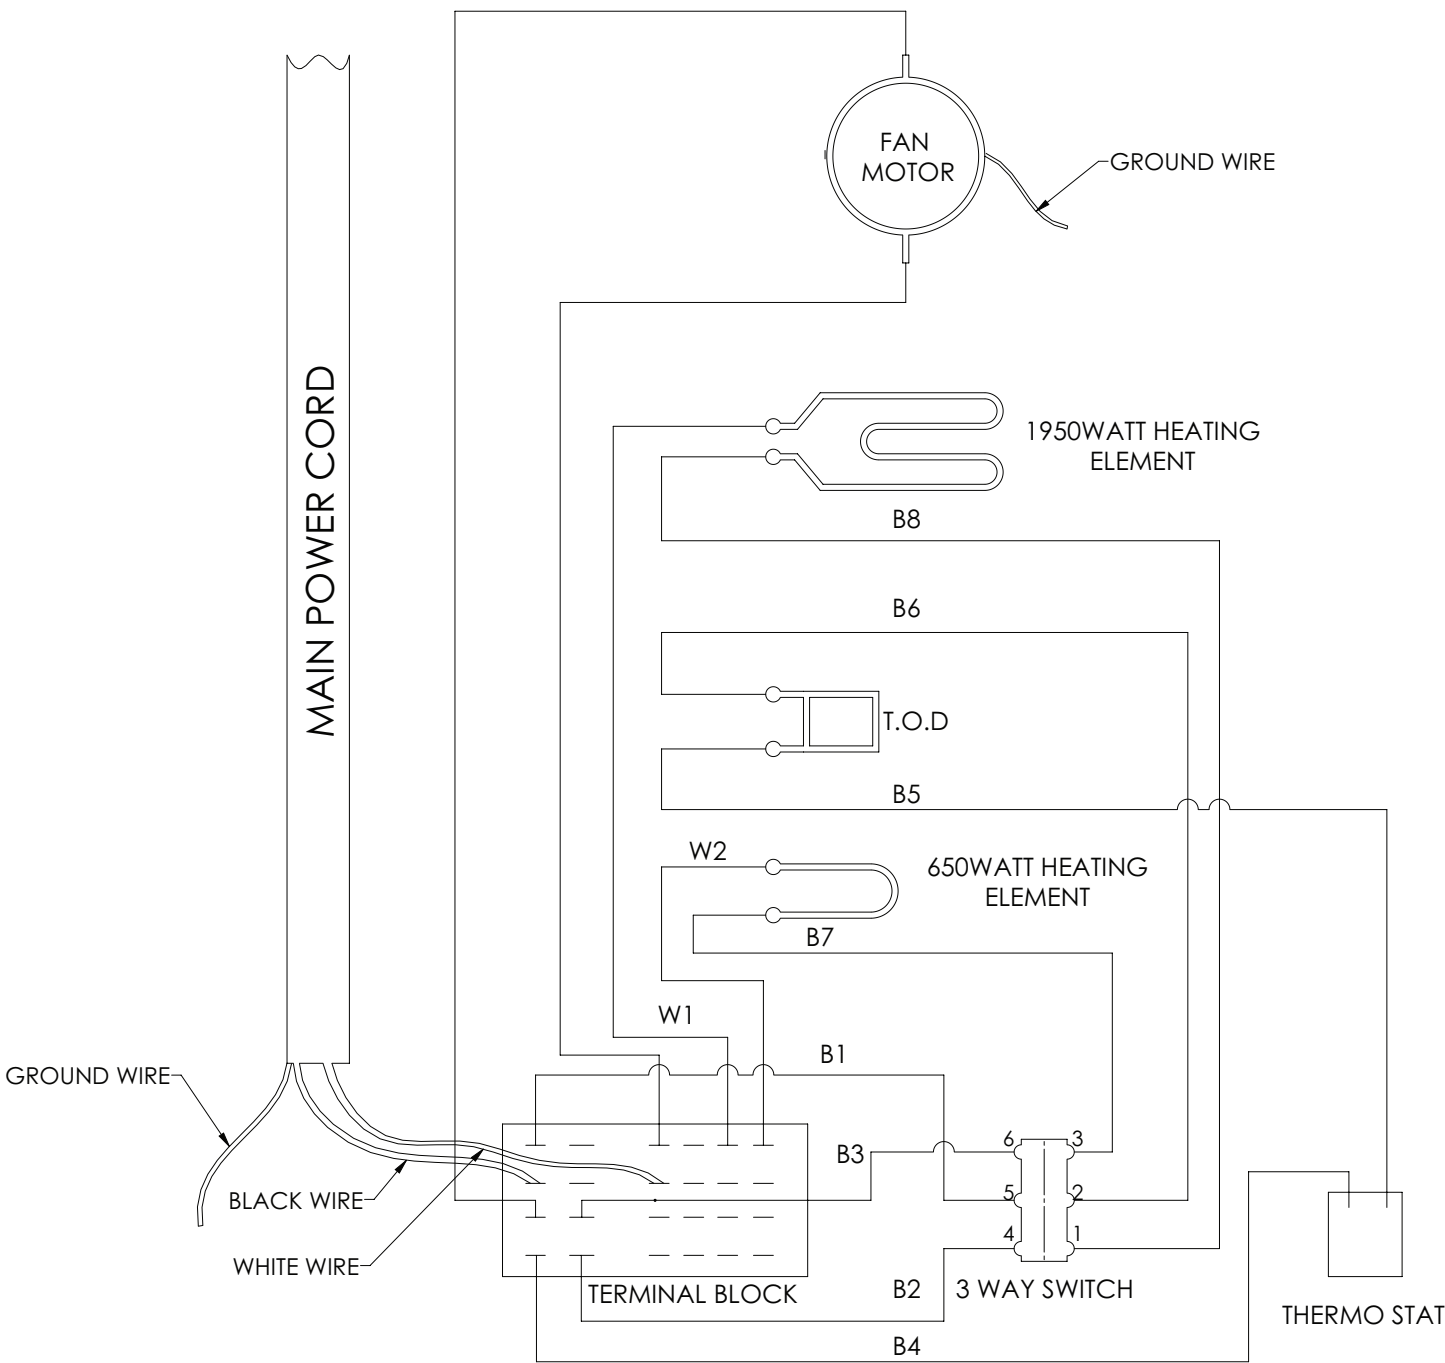 FAN
MOTOR
GROUND WIRE
MAIN POWER CORD
1950WATT HEATING
ELEMENT
B8
B6
T.O.D
B5
W2
650WATT HEATING
ELEMENT
B7
W1
B1
GROUND WIRE
B3
6 3
BLACK WIRE
5 2
4 1
WHITE WIRE
TERMINAL BLOCK
B2
3 WAY SWITCH
THERMO STAT
B4